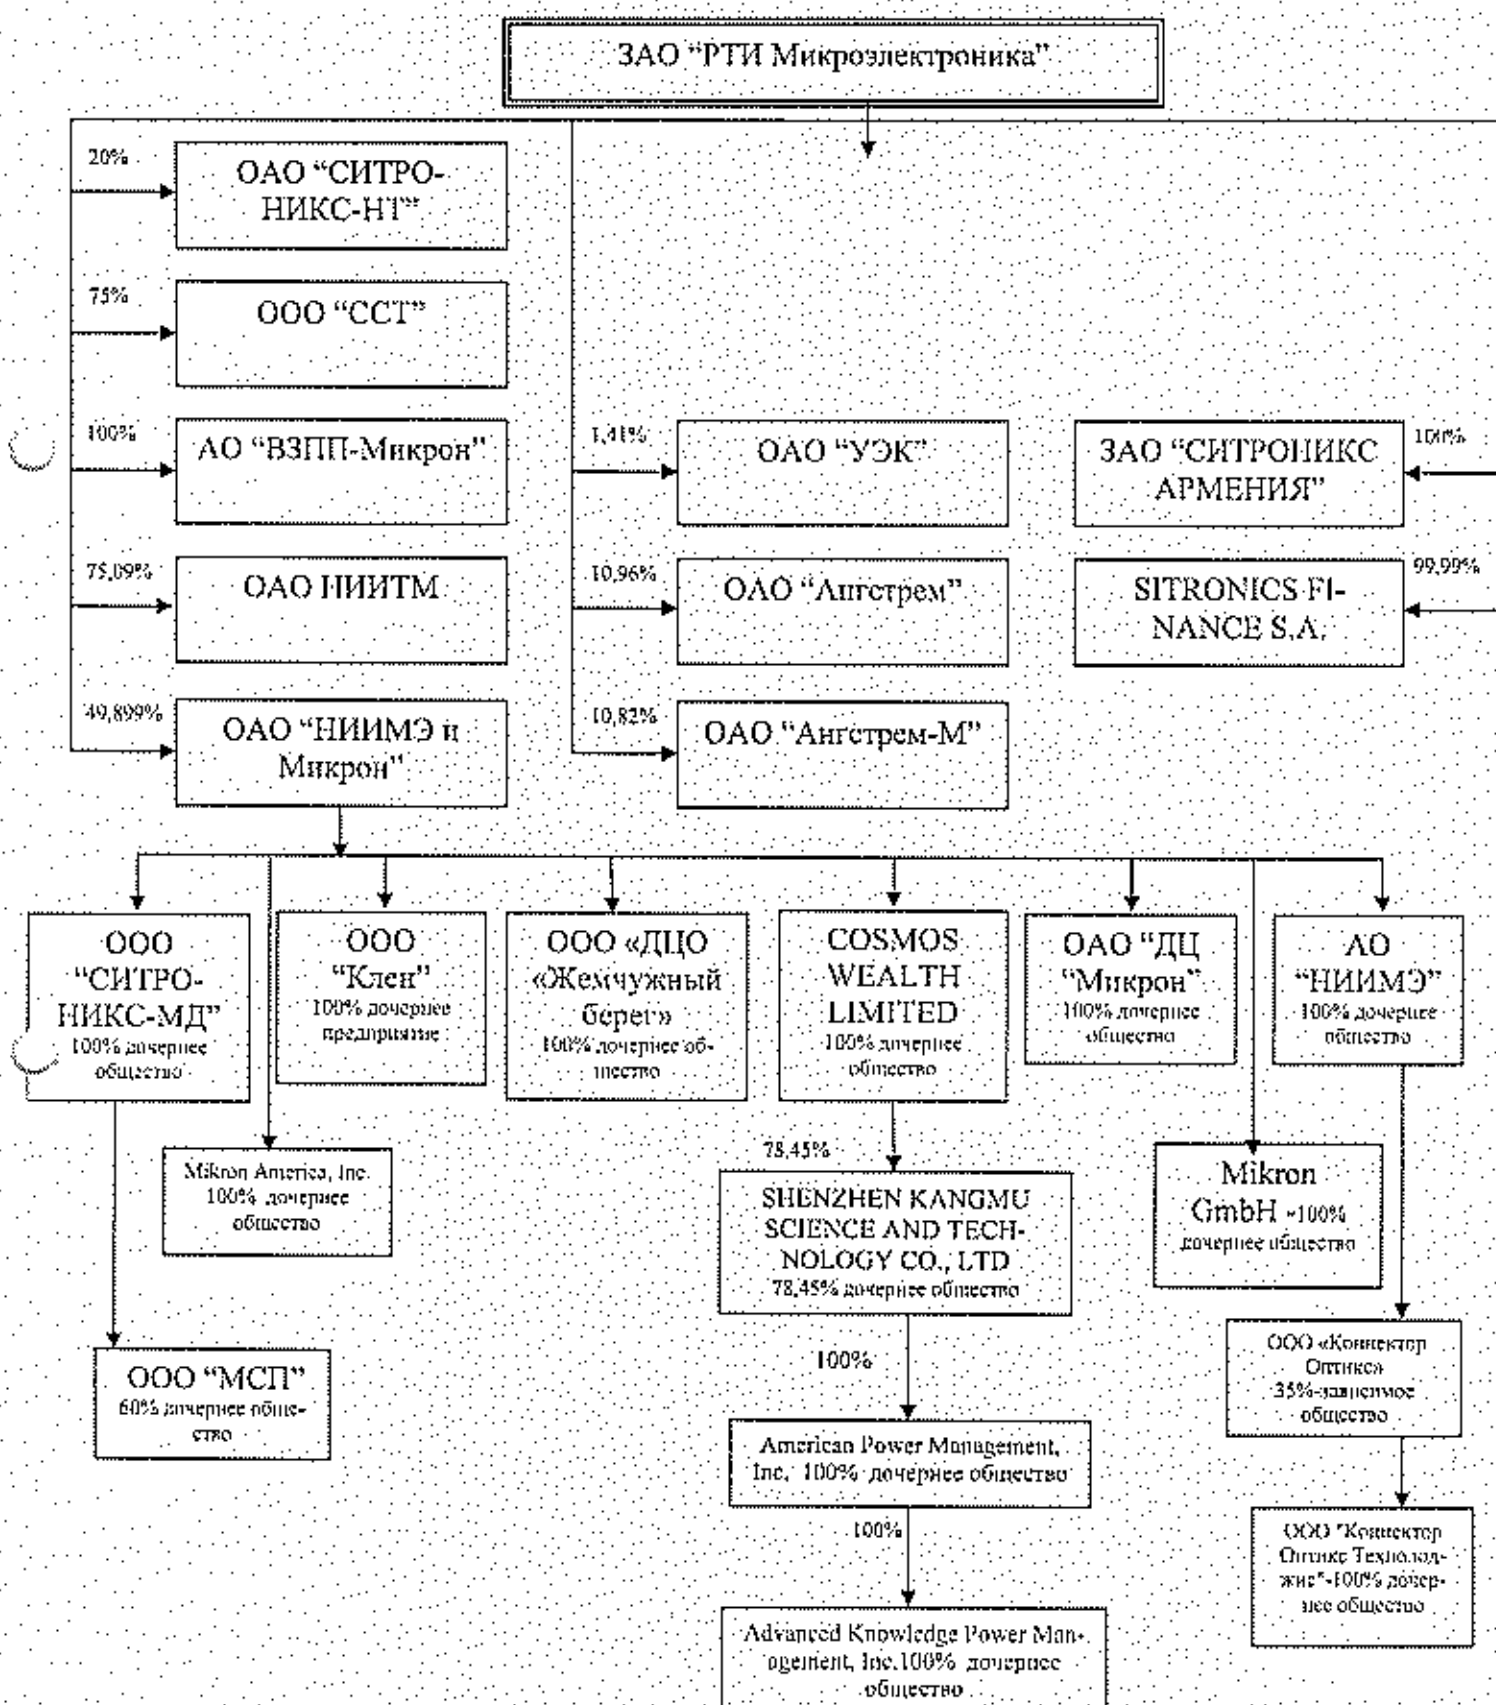 ЗАО “РТИ Микроэлектроника”
20%
ОАО “СИТРО-
НИКС-НТ”
75%
ООО “ССТ”
100%
АО “ВЗПП-Микрон”
1,41%
ОАО “УЭК”
ЗАО “СИТРОНИКС
АРМЕНИЯ”
100%
75,09%
ОАО НИИТМ
10,96%
ОАО “Ангстрем”
SITRONICS FI-
NANCE S.A.
99,99%
49,899%
ОАО “НИИМЭ и
Микрон”
10,82%
ОАО “Ангстрем-М”
ООО
“СИТРО-
НИКС-МД”
100% дочернее
общество
ООО
“Клен”
100% дочернее
предприятие
ООО «ДЦО
«Жемчужный
берег»
100% дочернее об-
щество
COSMOS
WEALTH
LIMITED
100% дочернее
общество
ОАО “ДЦ
“Микрон”
100% дочернее
общество
АО
“НИИМЭ”
100% дочернее
общество
Mikron America, Inc.
100% дочернее
общество
78,45%
SHENZHEN KANGMU
SCIENCE AND TECH-
NOLOGY CO., LTD
78,45% дочернее общество
Mikron
GmbH -100%
дочернее общество
ООО “МСП”
60% дочернее обще-
ство
100%
ООО «Коннектор
Оптикс»
35%-зависимое
общество
American Power Management,
Inc. 100% дочернее общество
100%
ООО "Коннектор
Оптикс Технолод-
жис"-100% дочер-
нее общество
Advanced Knowledge Power Man-
agement, Inc.100% дочернее
общество